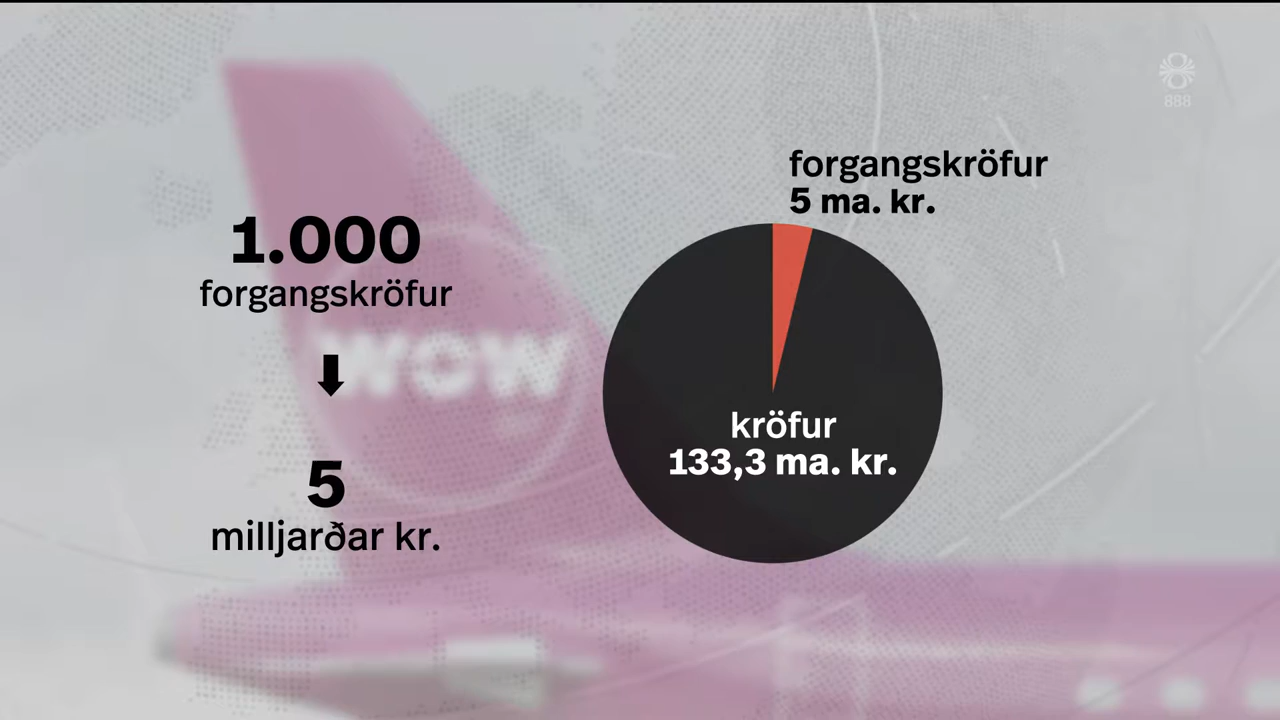 888
forgangskröfur
5 ma. kr.
1.000
forgangskröfur
wow
5
milljarðar kr.
kröfur
133,3 ma. kr.